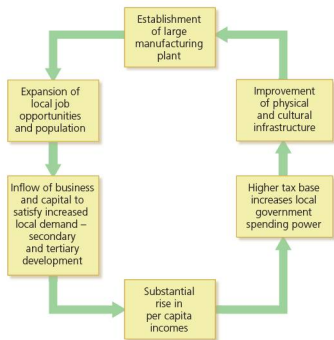 Establishment
of large
manufacturing
plant
Expansion of
local job
opportunities
and population
Inflow of business
and capital to
satisfy increased
local demand –
secondary
and tertiary
development
Substantial
rise in
per capita
incomes
Higher tax base
increases local
government
spending power
Improvement
of physical
and cultural
infrastructure